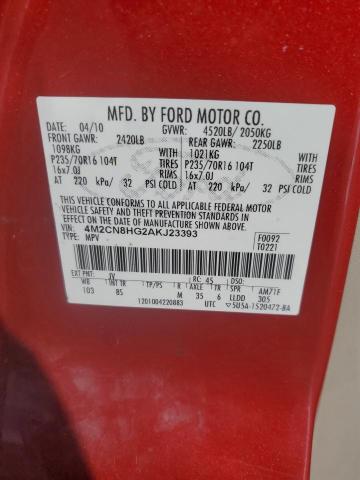 MFD. BY FORD MOTOR CO.
04/10 GVWR: 4520LB/ 2050KG
FRONT GAWR: 2420LB REAR GAWR: 2250LB
1098KG 1021KG
P235/70R16 104T TIRES P235/70R16 104T TIRES
16x7.0J RIMS 16x7.0J RIMS
AT 220 kPa/ 32 PSI COLD AT 220 kPa/ 32 PSI COLD
THIS VEHICLE CONFORMS TO ALL APPLICABLE FEDERAL MOTOR
VEHICLE SAFETY AND THEFT PREVENTION STANDARDS IN EFFECT ON THE DATE
OF MANUFACTURE SHOWN ABOVE.
VIN: 4M2CN8HG2AKJ23393 F0092
TYPE: MPV T0221
EXT PNT: JV RC: 45 DSO:
WB INT TR TP/PS R AXLE TR SPR AM71F
103 85 M 35 6 LLDD 305
1201004220883 UTC 5U5A-1520472-BA